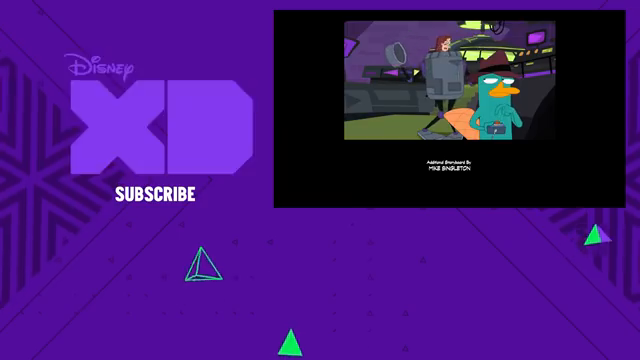 Disney
XD
SUBSCRIBE
Additional Storyboard By
MIKE SINGLETON